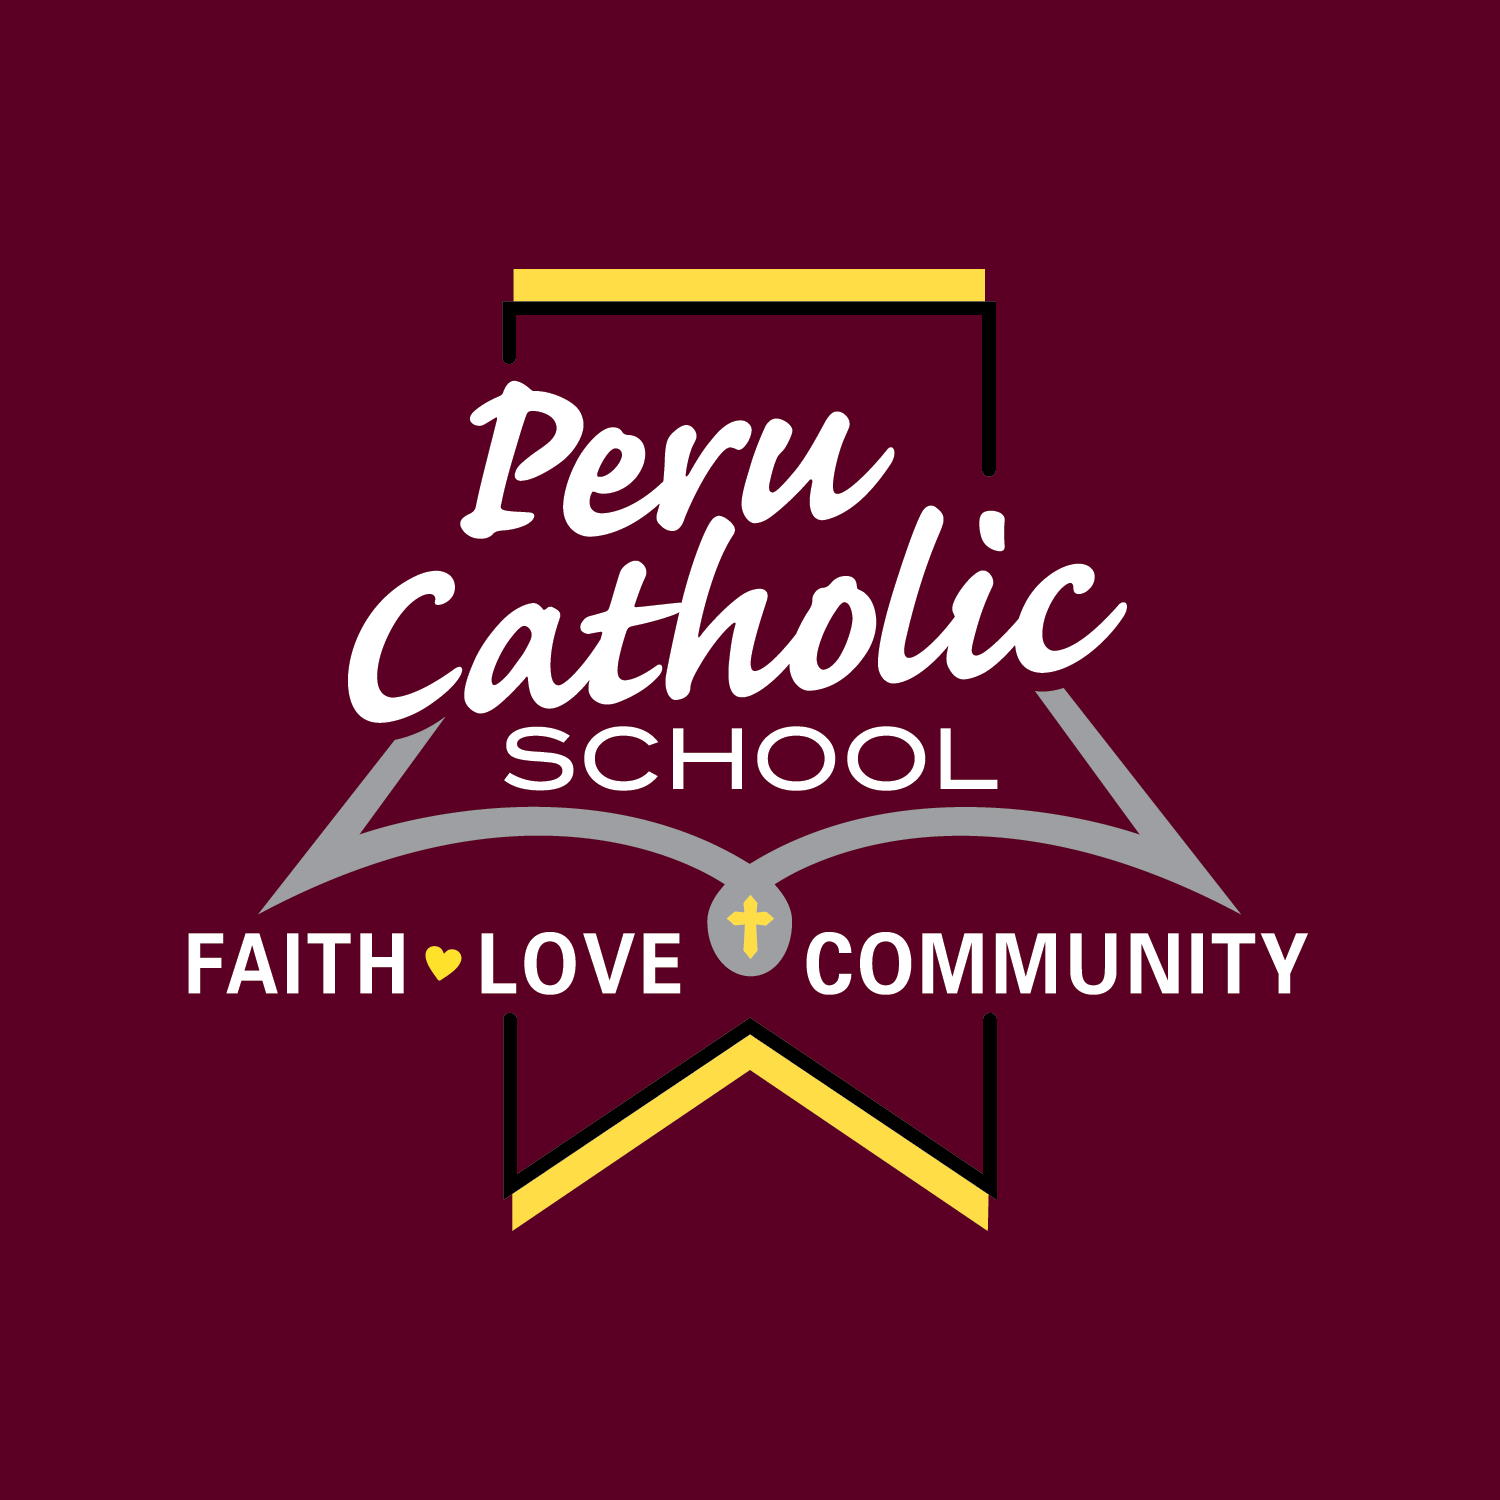 Peru
Catholic
SCHOOL
FAITH LOVE COMMUNITY